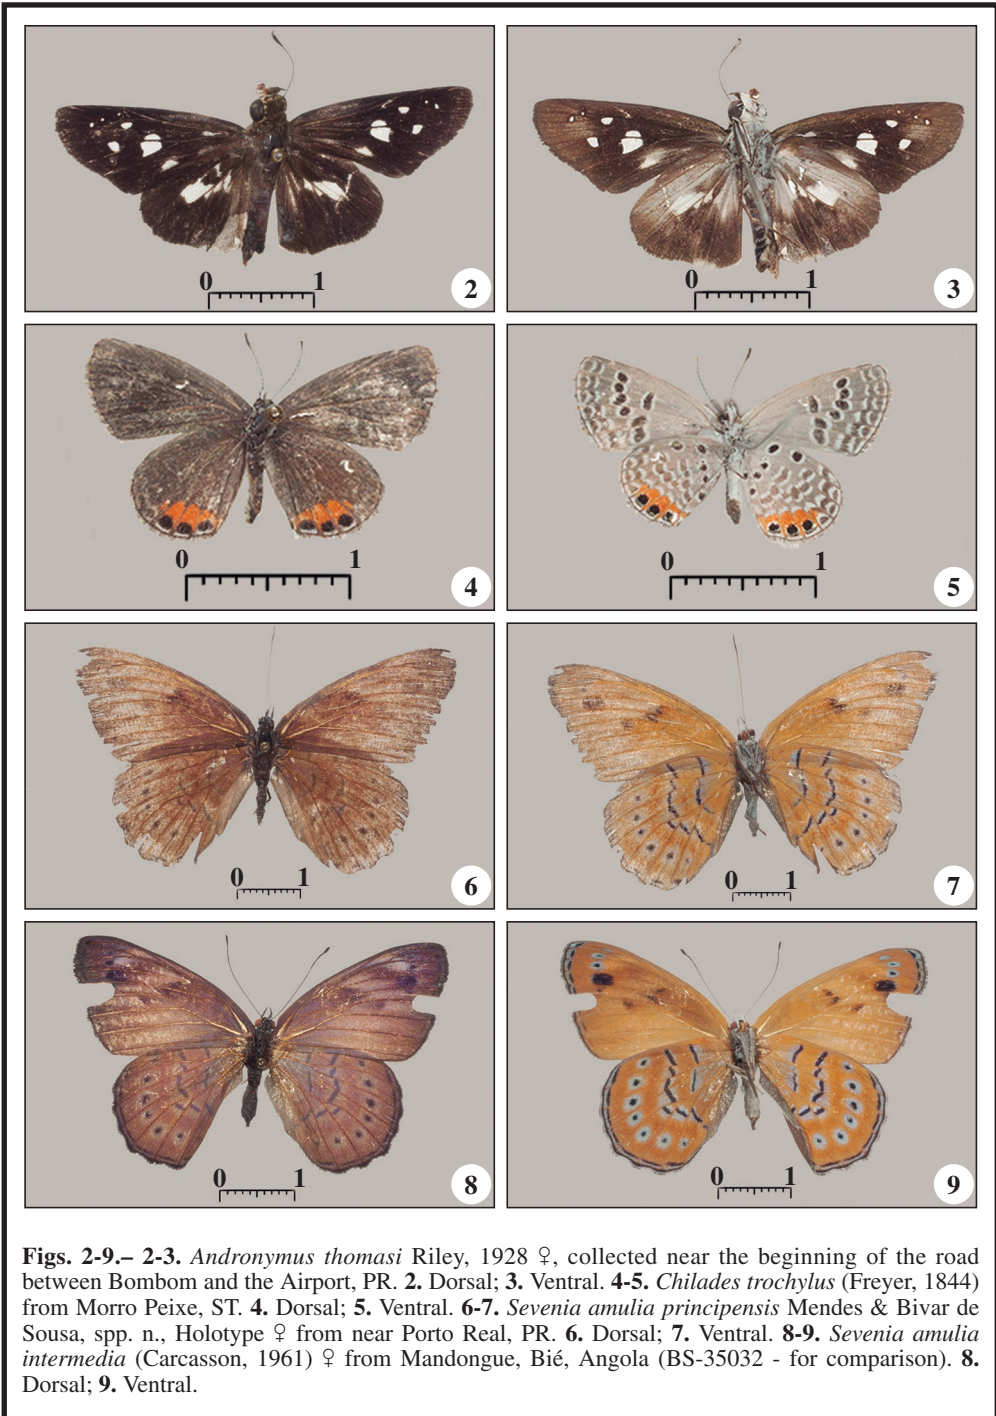 0 1
2
0 1
3
0 1
4
0 1
5
0 1
6
0 1
7
0 1
8
0 1
9
Figs. 2-9.– 2-3. Andronymus thomasi Riley, 1928 ♀, collected near the beginning of the road
between Bombom and the Airport, PR. 2. Dorsal; 3. Ventral. 4-5. Chilades trochylus (Freyer, 1844)
from Morro Peixe, ST. 4. Dorsal; 5. Ventral. 6-7. Sevenia amulia principensis Mendes & Bivar de
Sousa, spp. n., Holotype ♀ from near Porto Real, PR. 6. Dorsal; 7. Ventral. 8-9. Sevenia amulia
intermedia (Carcasson, 1961) ♀ from Mandongue, Bié, Angola (BS-35032 - for comparison). 8.
Dorsal; 9. Ventral.